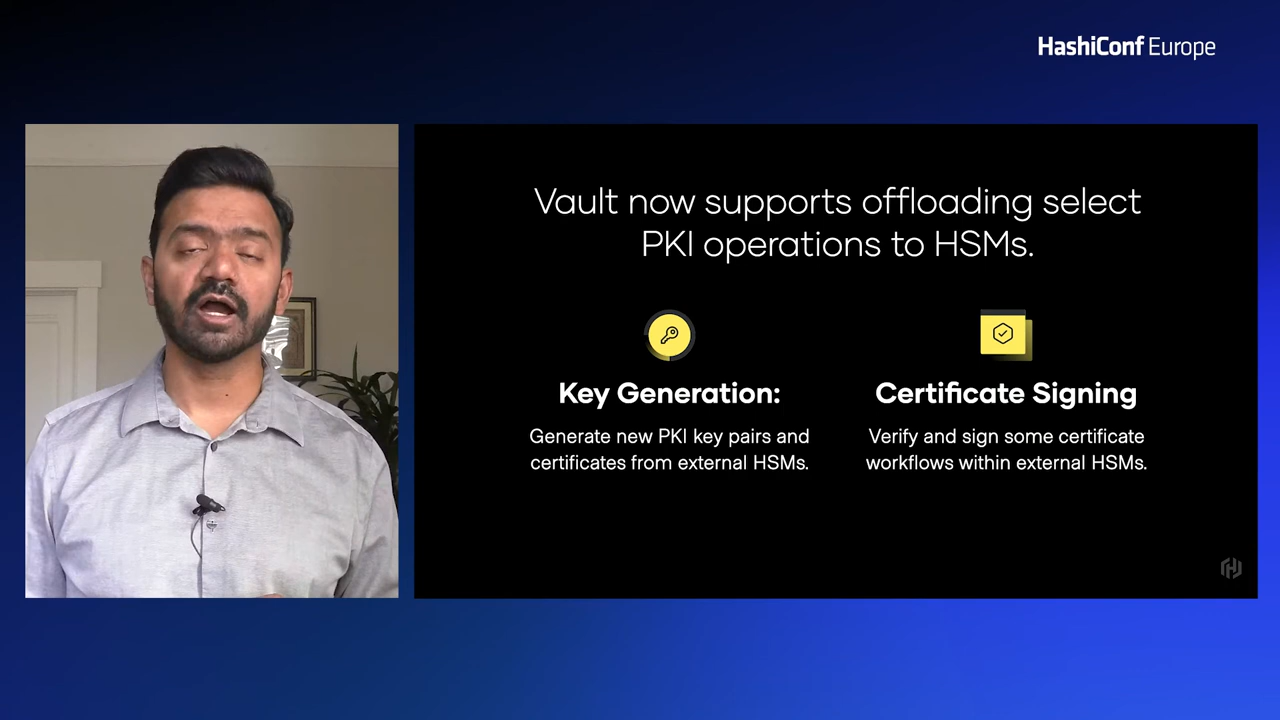 HashiConf Europe
Vault now supports offloading select
PKI operations to HSMs.
Key Generation:
Generate new PKI key pairs and
certificates from external HSMs.
Certificate Signing
Verify and sign some certificate
workflows within external HSMs.